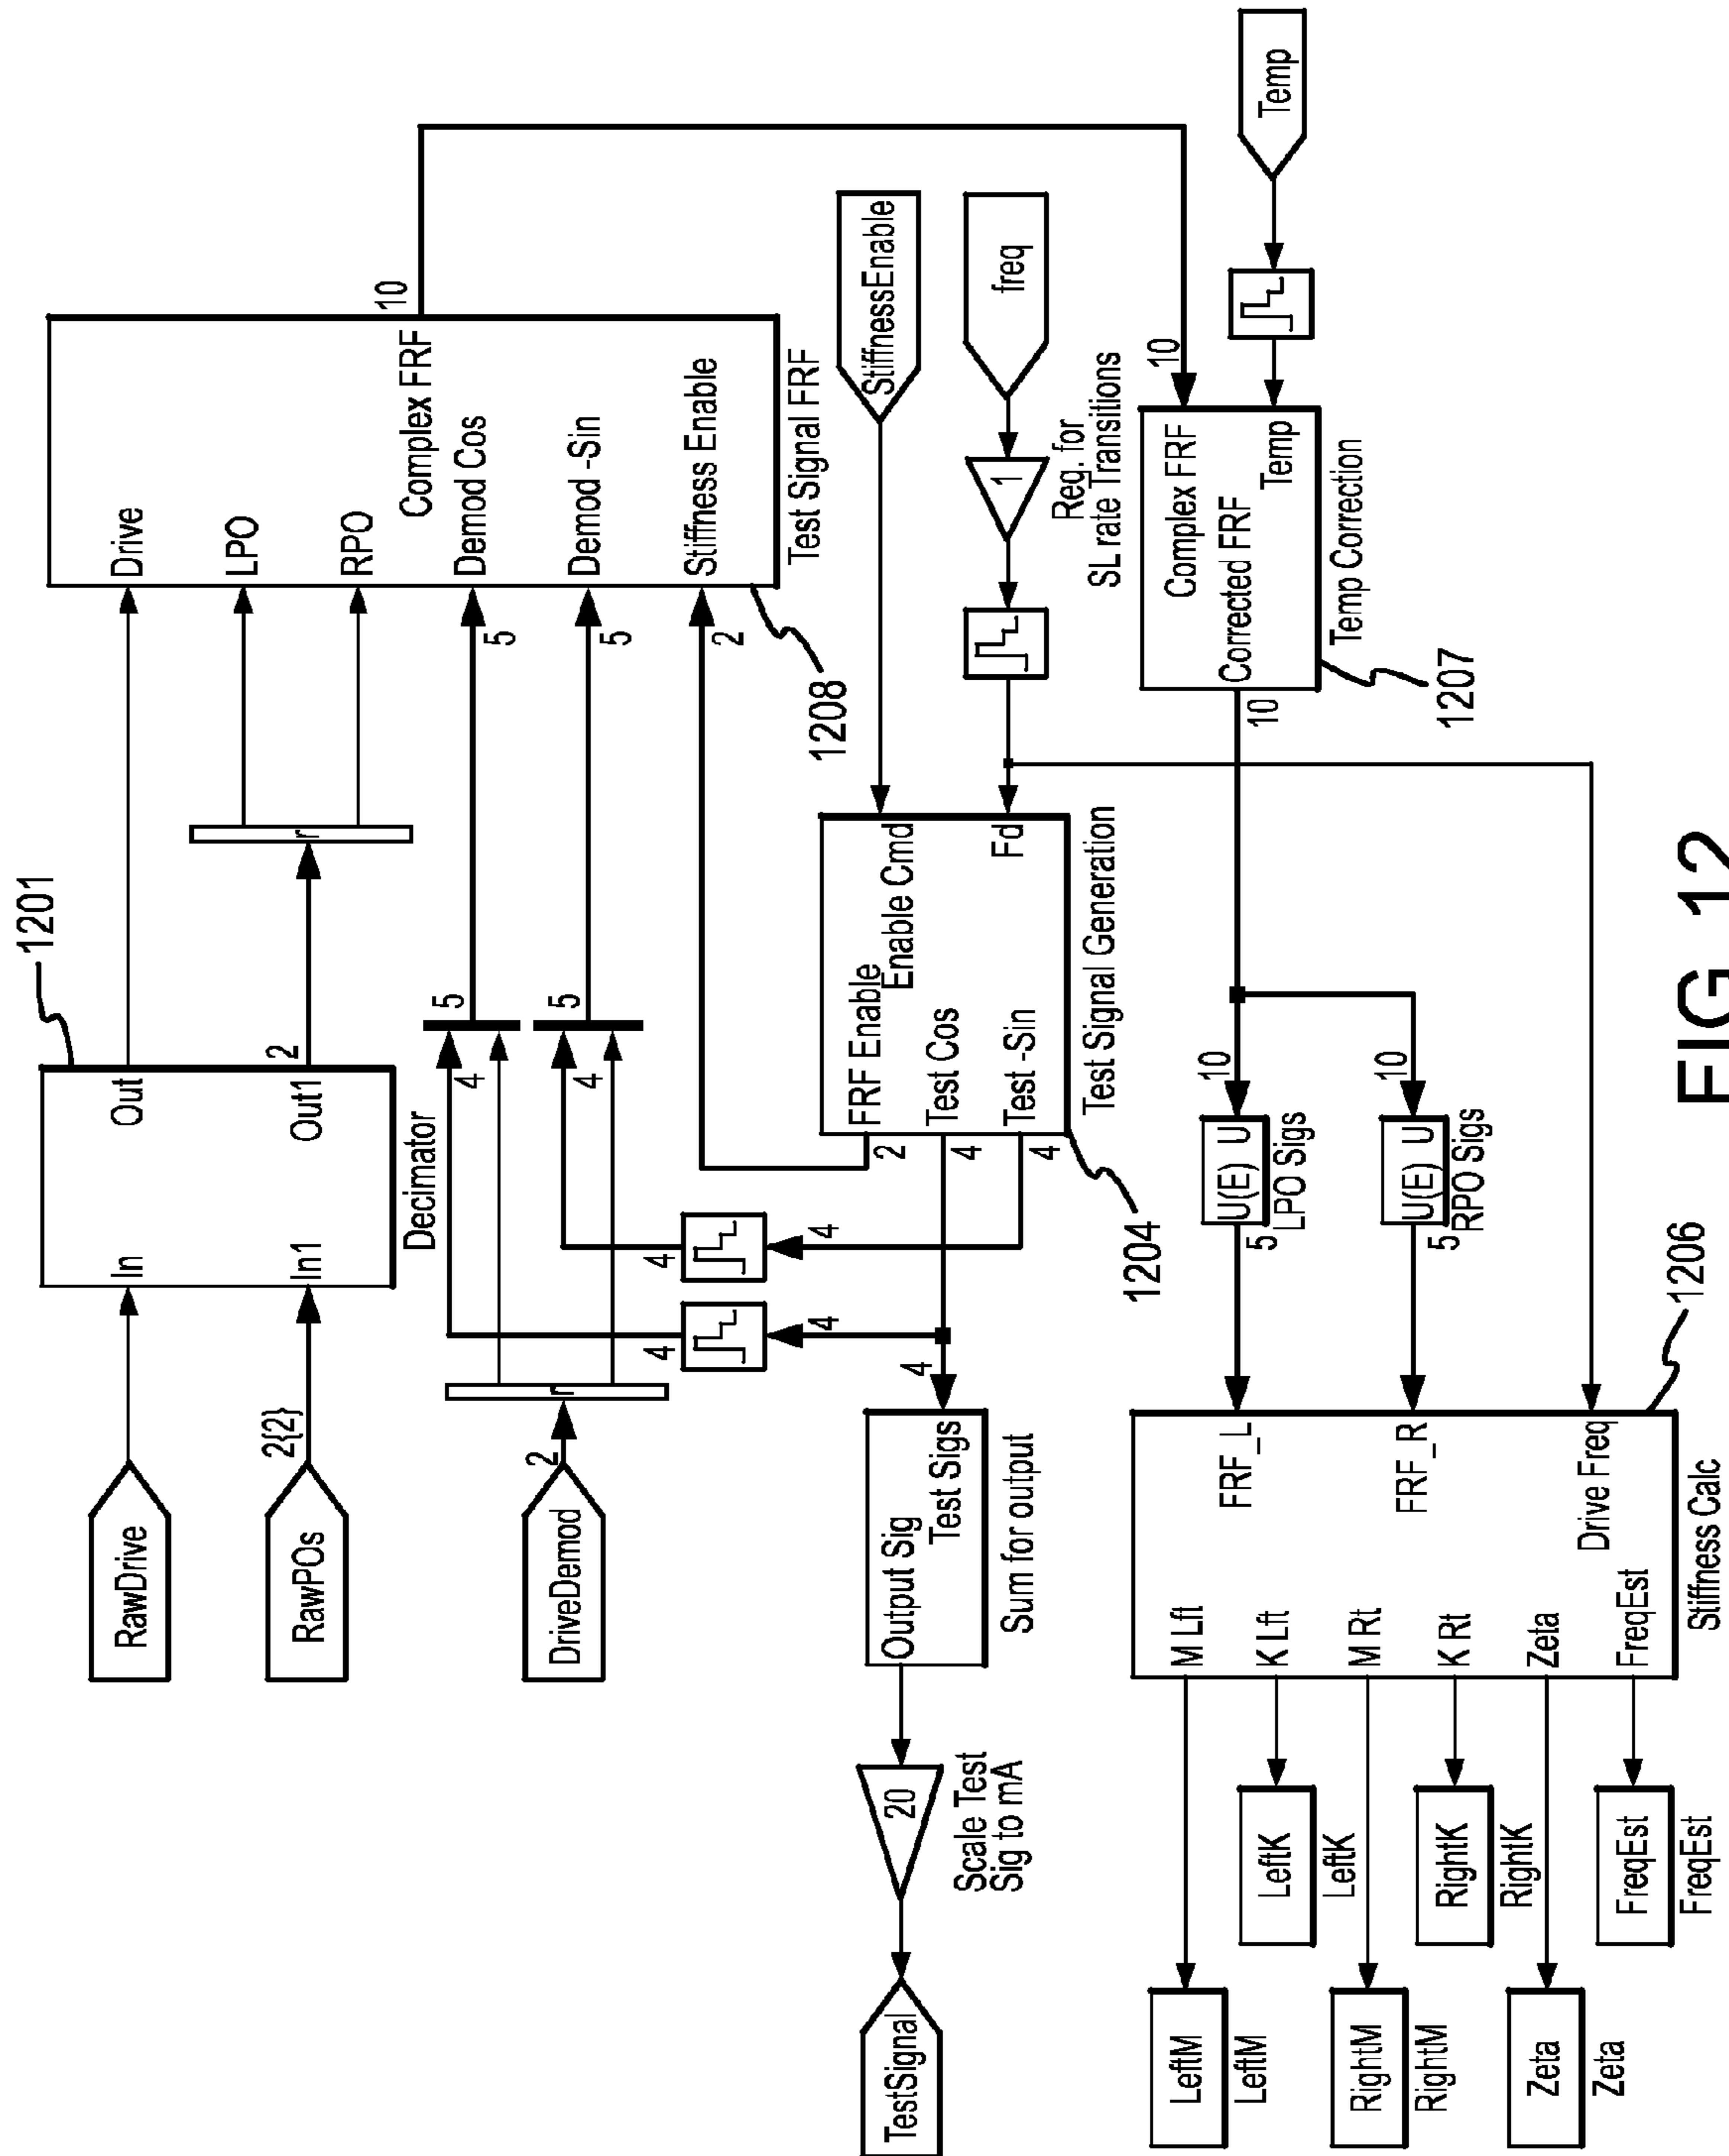 RawDrive
RawPOs
2{2}
In
In1
Out
Out1
2
Decimator
1201
r
Drive
LPO
RPO
Complex FRF
Demod Cos
Demod -Sin
Stiffness Enable
Test Signal FRF
10
5
5
2
1208
DriveDemod
2
r
4
4
5
5
4
4
4
4
StiffnessEnable
freq
1
Req. for
SL rate Transitions
FRF Enable
Enable Cmd
Test Cos
Fd
Test -Sin
Test Signal Generation
2
4
4
1204
4
Output Sig
Test Sigs
Sum for output
20
Scale Test
Sig to mA
TestSignal
Temp
10
Complex FRF
Corrected FRF
Temp
Temp Correction
10
1207
10
U(E) U
5
LPO Sigs
10
U(E) U
5
RPO Sigs
M Lft
K Lft
M Rt
K Rt
Zeta
FreqEst
FRF_L
FRF_R
Drive Freq
Stiffness Calc
1206
LeftM
LeftM
LeftK
LeftK
RightM
RightM
RightK
RightK
Zeta
Zeta
FreqEst
FreqEst
FIG. 12